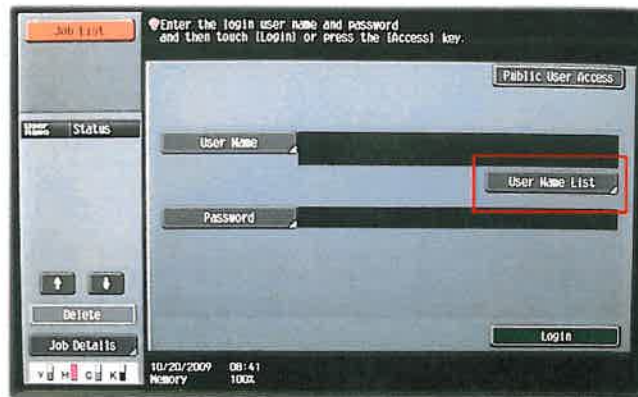 Job List
Enter the login user name and password
and then touch [Login] or press the [Access] key.
Public User Access
User
Name
Status
User Name
User Name List
Password
Delete
Job Details
Login
Y M C K
10/20/2009 08:41
Memory 100%